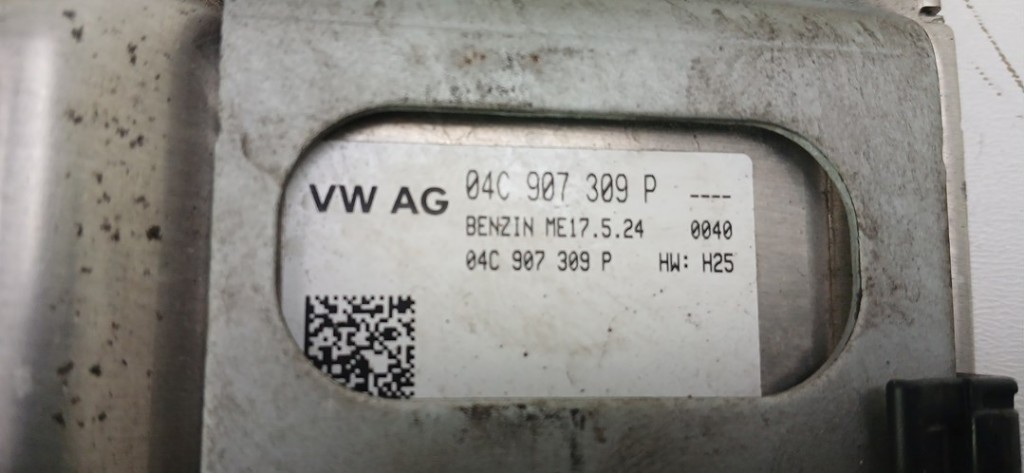 VW AG 04C 907 309 P ----
BENZIN ME17.5.24 0040
04C 907 309 P HW: H25